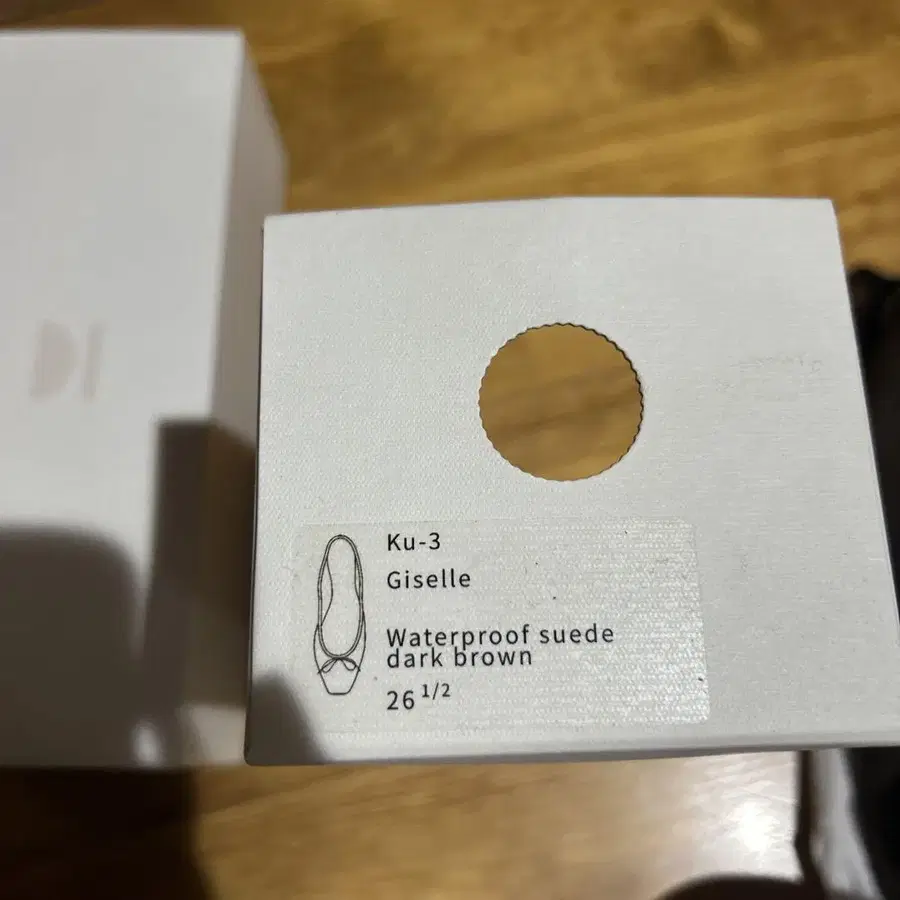 Ku-3
Giselle
Waterproof suede
dark brown
26 1/2